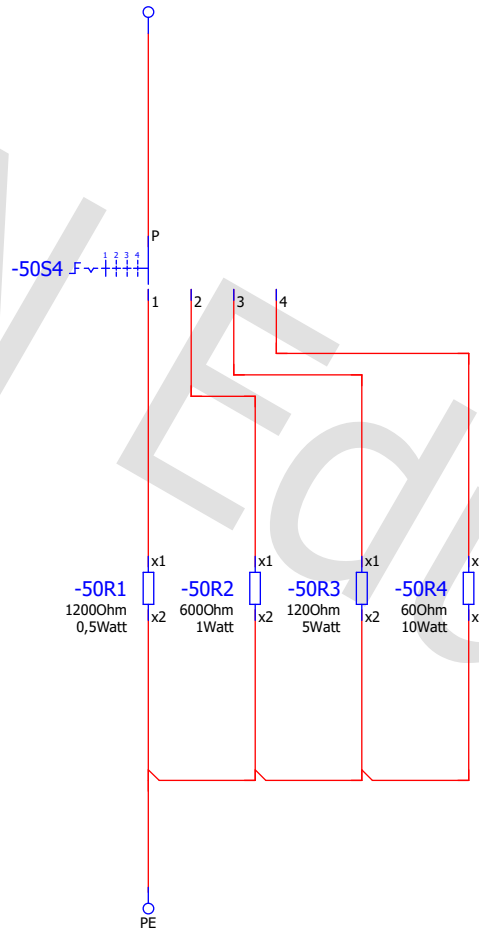 P
-50S4
1 2 3 4
1 2 3 4
x1 x1 x1 x
-50R1 -50R2 -50R3 -50R4
1200Ohm 600Ohm 120Ohm 60Ohm
0,5Watt 1Watt 5Watt 10Watt
x2 x2 x2 x
PE
Edu